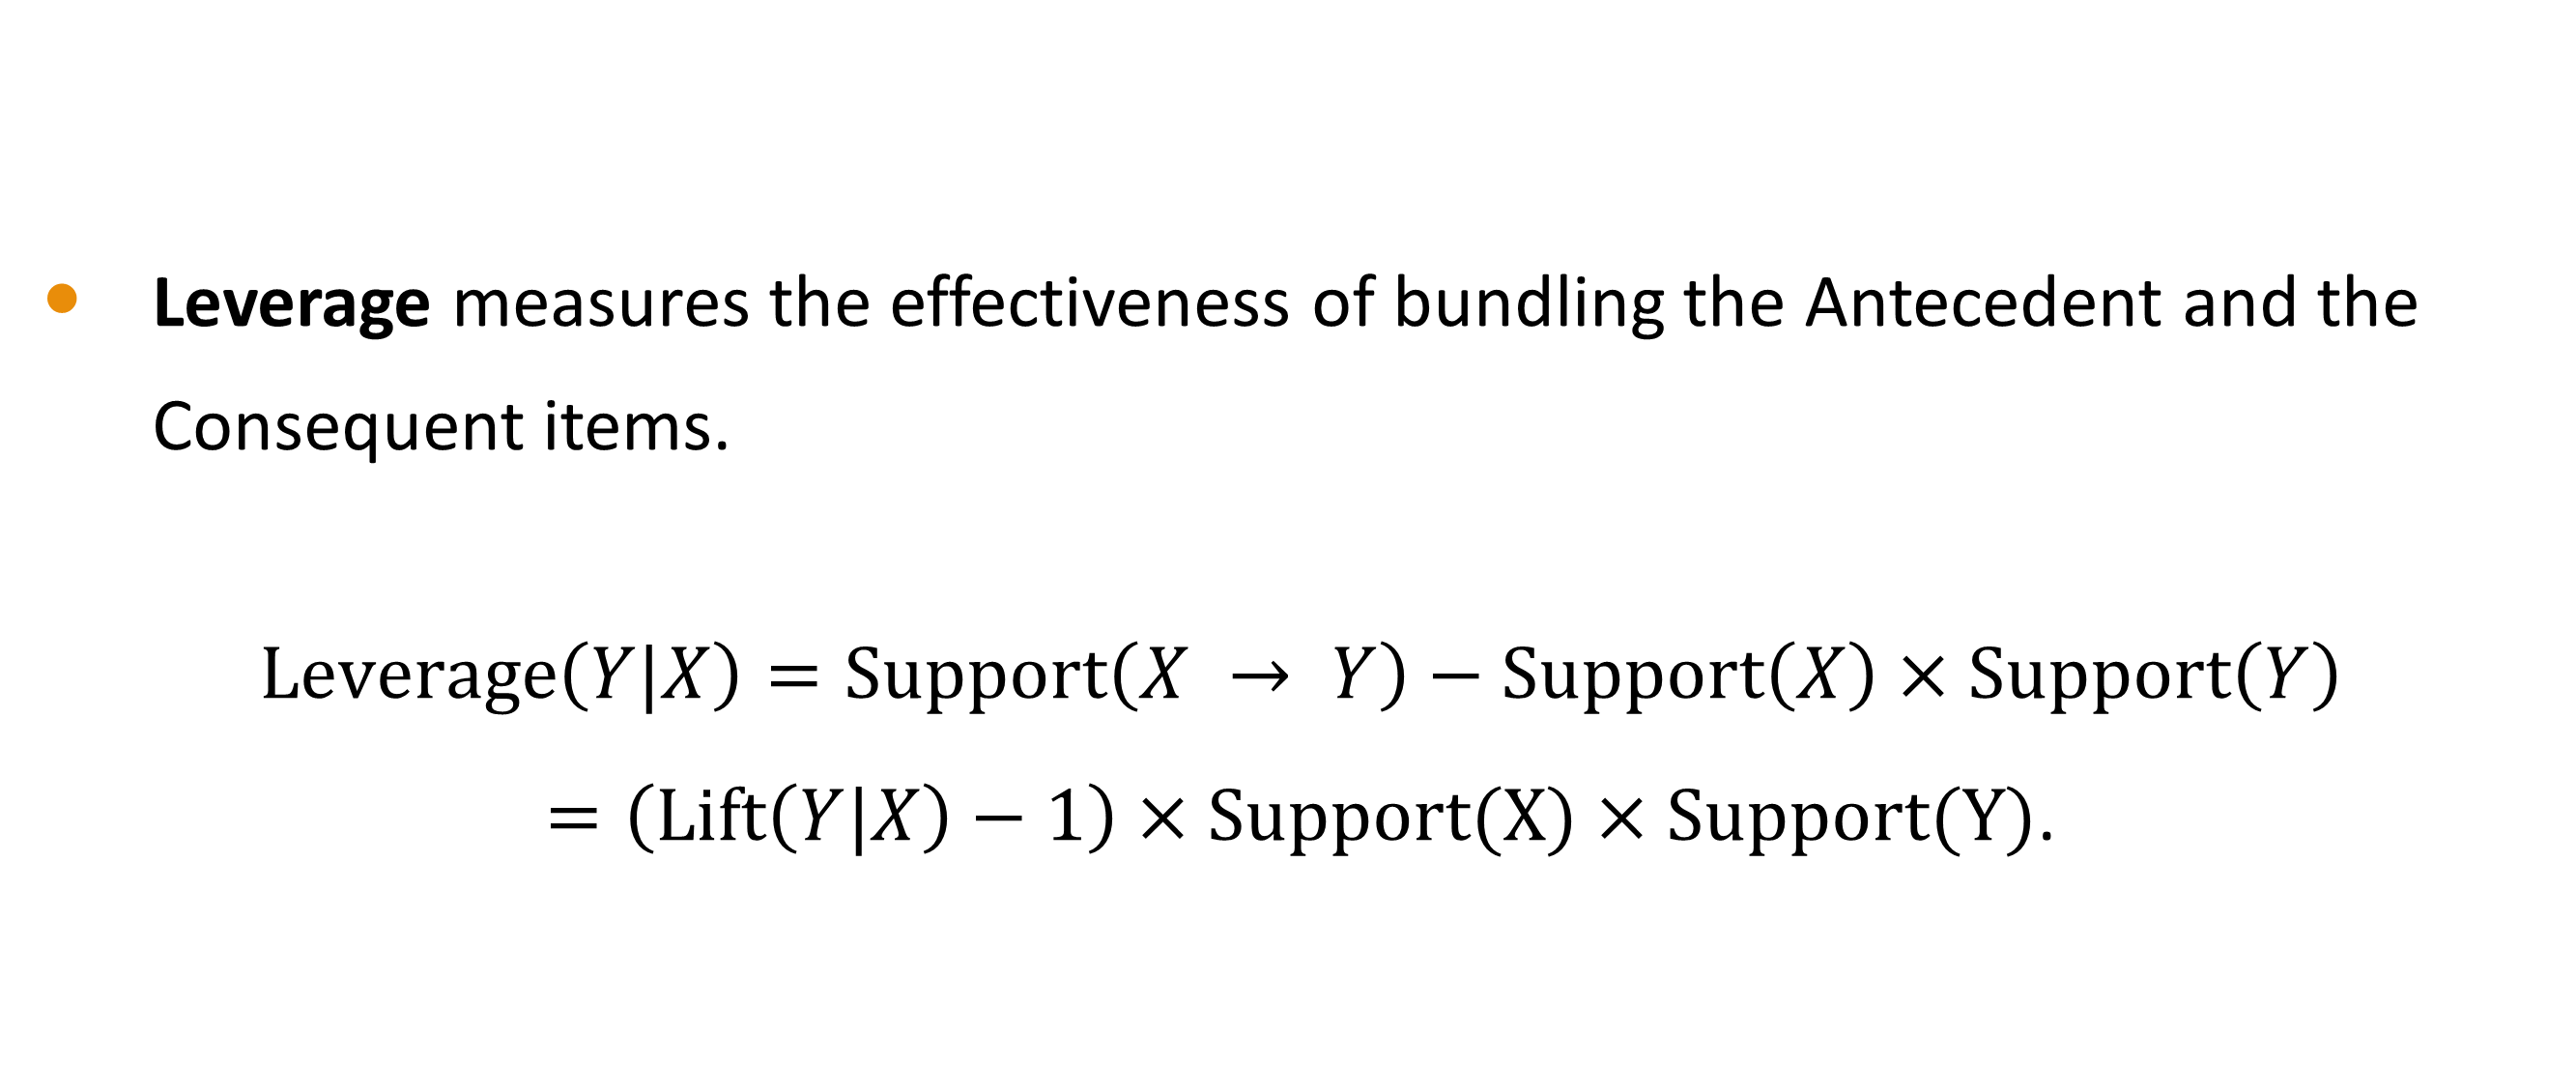 • Leverage measures the effectiveness of bundling the Antecedent and the
Consequent items.
Leverage(Y|X) = Support(X → Y) − Support(X) × Support(Y)
= (Lift(Y|X) − 1) × Support(X) × Support(Y).